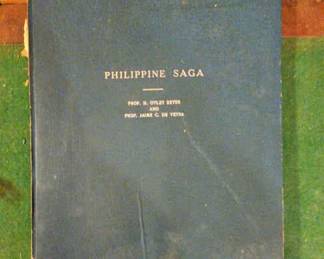 PHILIPPINE SAGA
PROF. H. OTLEY BEYER
AND
PROF. JAIME C. DE VEYRA